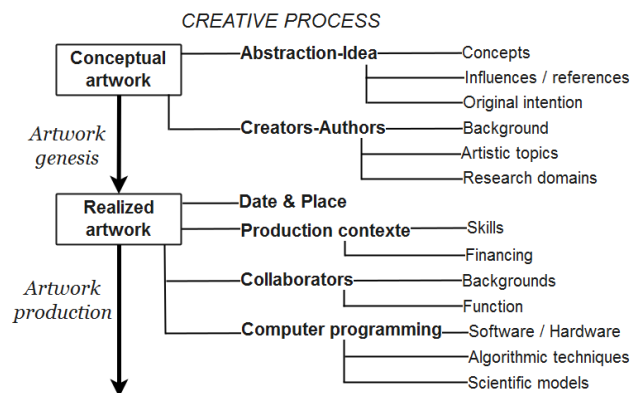 CREATIVE PROCESS
Conceptual
artwork
Abstraction-Idea
Concepts
Influences / references
Original intention
Artwork
genesis
Creators-Authors
Background
Artistic topics
Research domains
Realized
artwork
Date & Place
Production contexte
Skills
Financing
Artwork
production
Collaborators
Backgrounds
Function
Computer programming
Software / Hardware
Algorithmic techniques
Scientific models